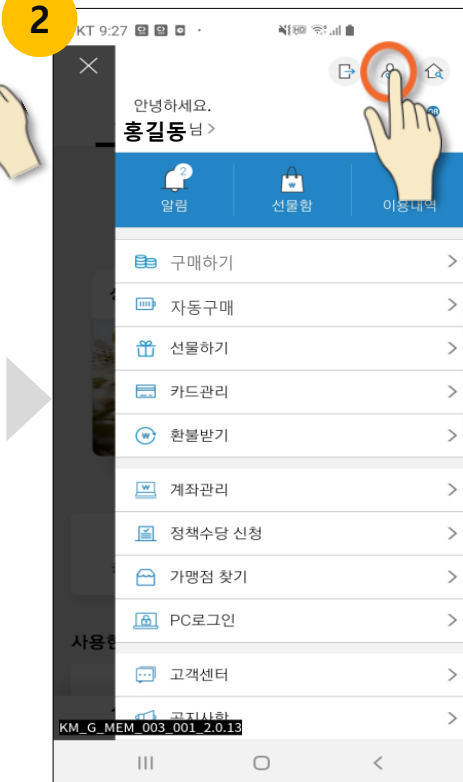 2
KT 9:27
안녕하세요.
홍길동님 >
2
알림
선물함
이용내역
구매하기
자동구매
선물하기
카드관리
환불받기
계좌관리
정책수당 신청
가맹점 찾기
PC로그인
고객센터
공지사항
사용한
KM_G_MEM_003_001_2.0.13